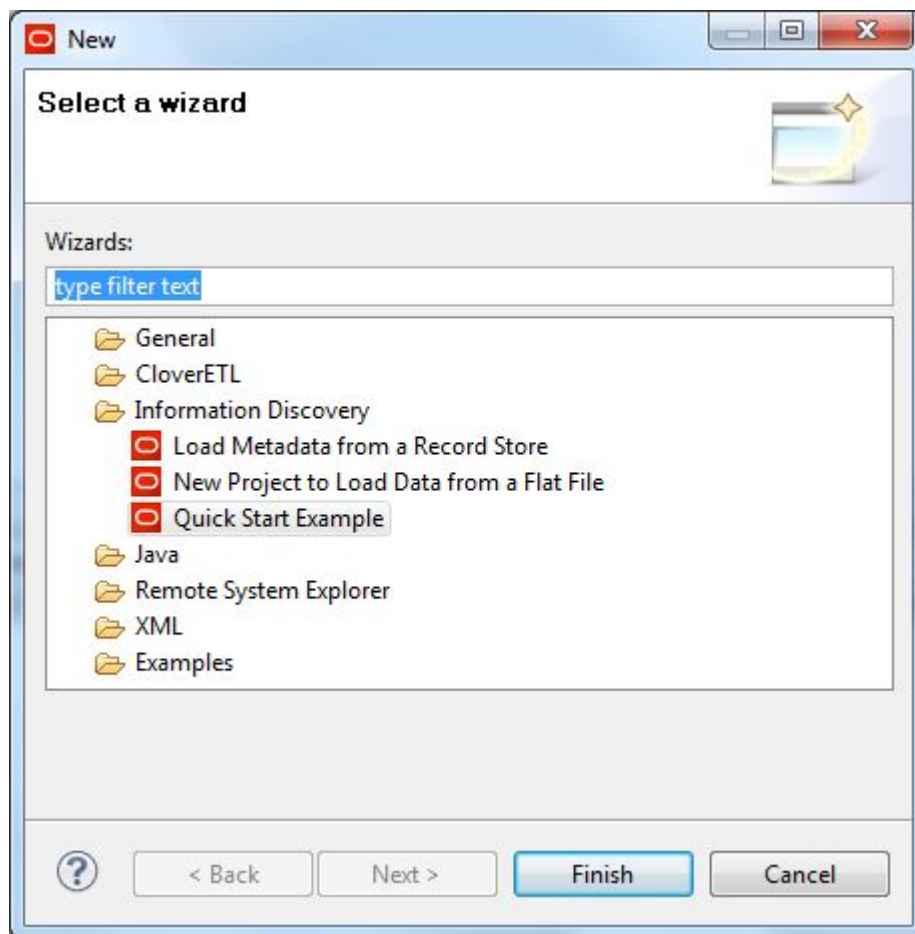 New
Select a wizard
Wizards:
type filter text
General
CloverETL
Information Discovery
Load Metadata from a Record Store
New Project to Load Data from a Flat File
Quick Start Example
Java
Remote System Explorer
XML
Examples
? < Back Next > Finish Cancel